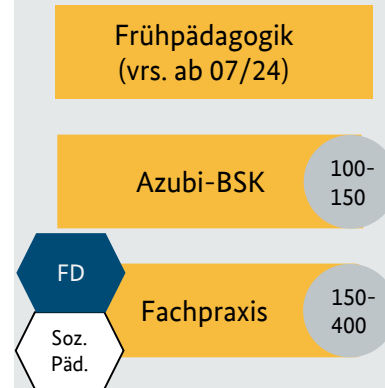 Frühpädagogik
(vrs. ab 07/24)
Azubi-BSK
100-
150
FD
Fachpraxis
150-
400
Soz.
Päd.